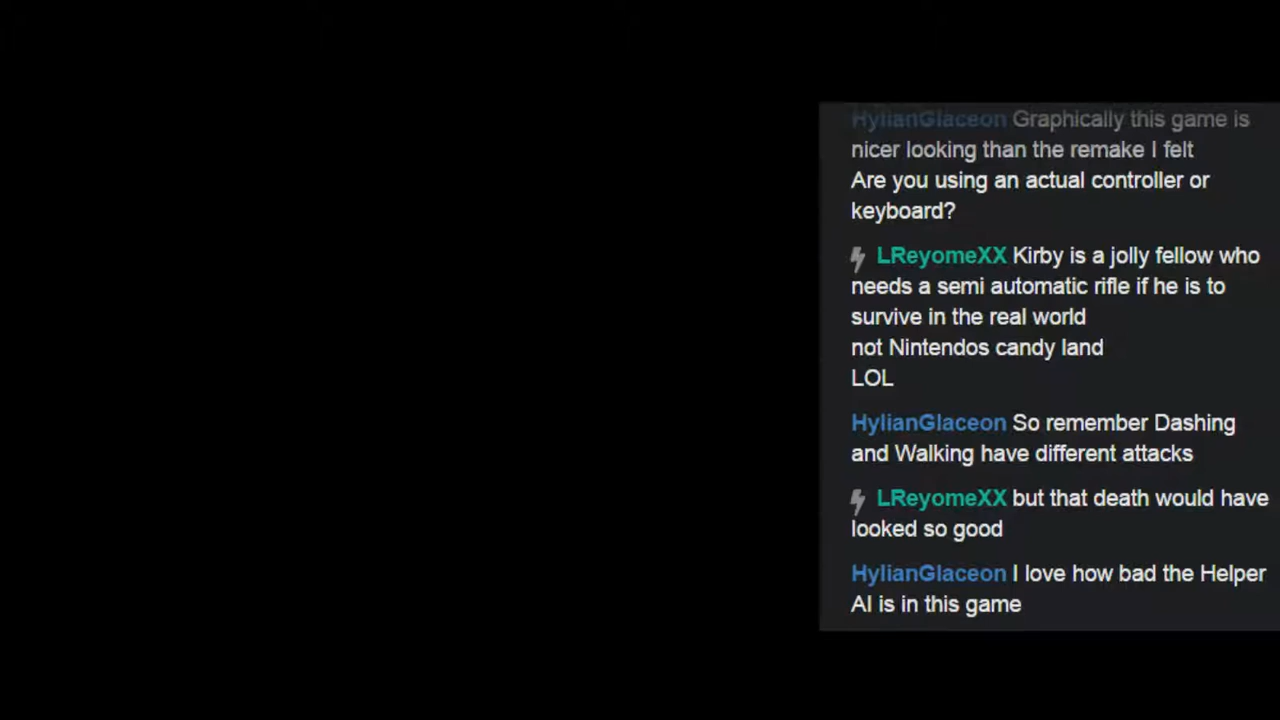 HylianGlaceon Graphically this game is
nicer looking than the remake I felt
Are you using an actual controller or
keyboard?
LReyomeXX Kirby is a jolly fellow who
needs a semi automatic rifle if he is to
survive in the real world
not Nintendos candy land
LOL
HylianGlaceon So remember Dashing
and Walking have different attacks
LReyomeXX but that death would have
looked so good
HylianGlaceon I love how bad the Helper
AI is in this game